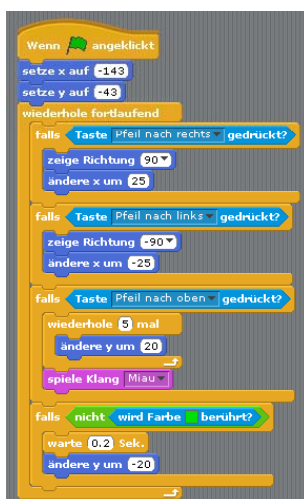 Wenn angeklickt
setze x auf -143
setze y auf -43
wiederhole fortlaufend
falls Taste Pfeil nach rechts gedrückt?
zeige Richtung 90
ändere x um 25
falls Taste Pfeil nach links gedrückt?
zeige Richtung -90
ändere x um -25
falls Taste Pfeil nach oben gedrückt?
wiederhole 5 mal
ändere y um 20
spiele Klang Miau
falls nicht wird Farbe berührt?
warte 0.2 Sek.
ändere y um -20